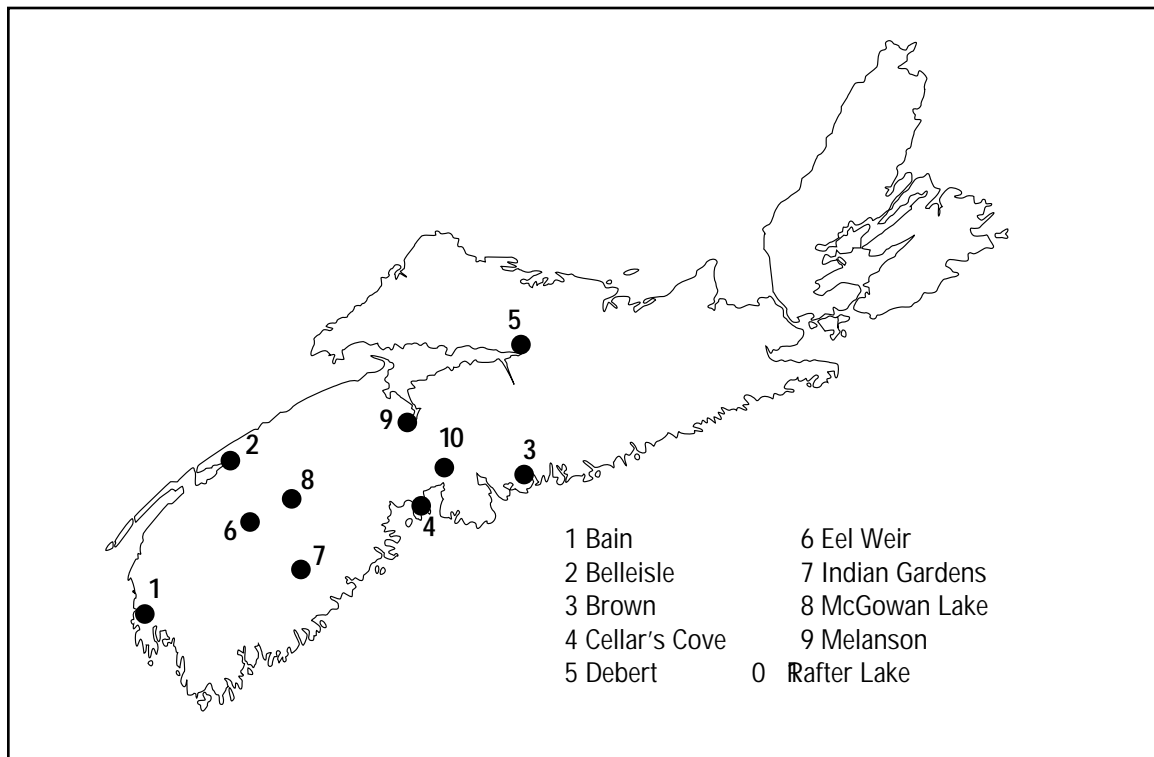 5
9
10
2
3
8
6
4
7
1
1 Bain
2 Belleisle
3 Brown
4 Cellar's Cove
5 Debert
6 Eel Weir
7 Indian Gardens
8 McGowan Lake
9 Melanson
10 Rafter Lake